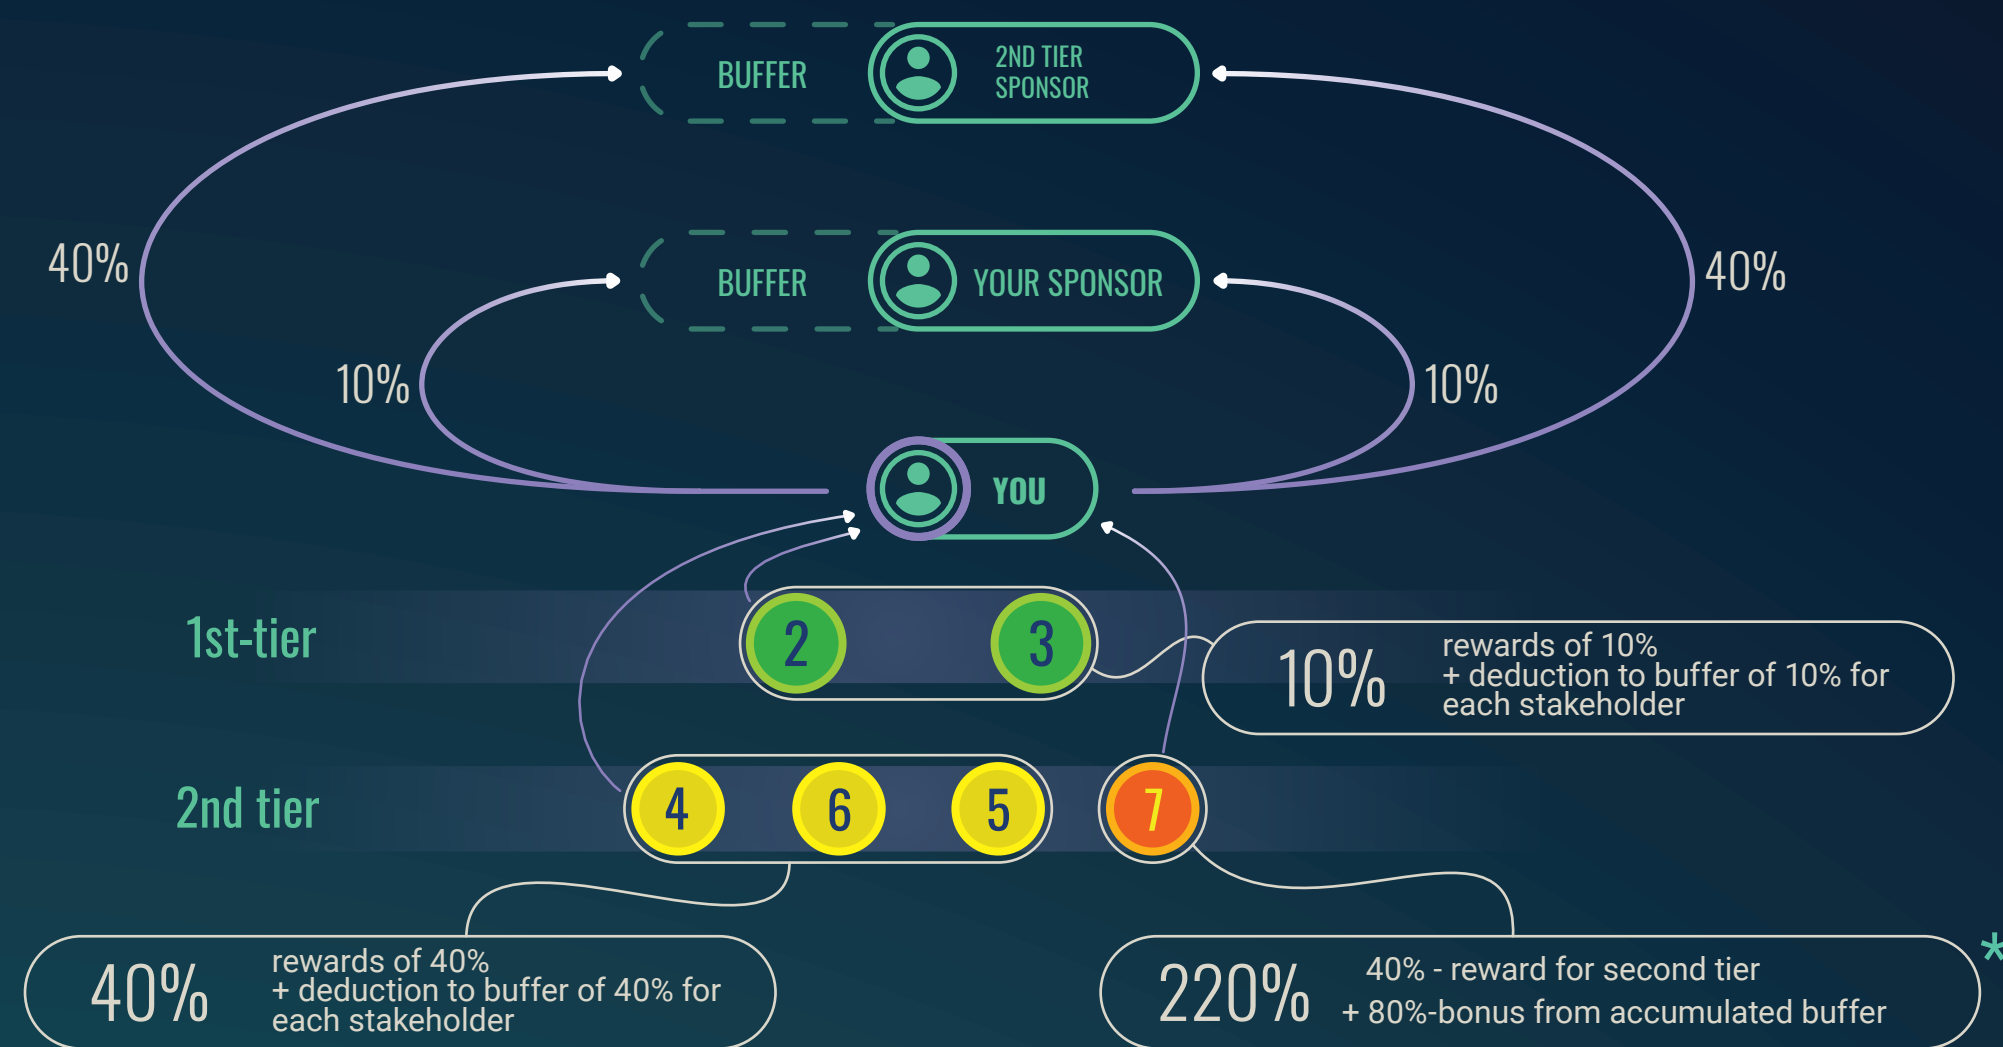 BUFFER
2ND TIER
SPONSOR
40%
40%
BUFFER
YOUR SPONSOR
10%
10%
YOU
1st-tier
2
3
10%
rewards of 10%
+ deduction to buffer of 10% for
each stakeholder
2nd tier
4
6
5
7
40%
rewards of 40%
+ deduction to buffer of 40% for
each stakeholder
220%
40% - reward for second tier
+ 80%-bonus from accumulated buffer
*